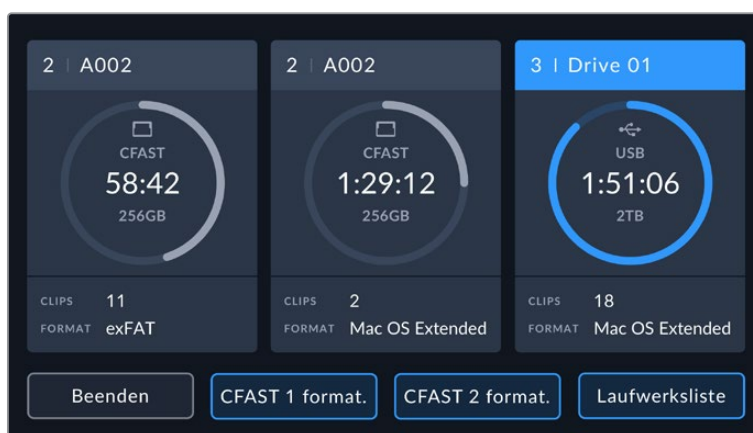 2 | A002
CFAST
58:42
256GB
CLIPS 11
FORMAT exFAT
2 | A002
CFAST
1:29:12
256GB
CLIPS 2
FORMAT Mac OS Extended
3 | Drive 01
USB
1:51:06
2TB
CLIPS 18
FORMAT Mac OS Extended
Beenden
CFAST 1 format.
CFAST 2 format.
Laufwerksliste